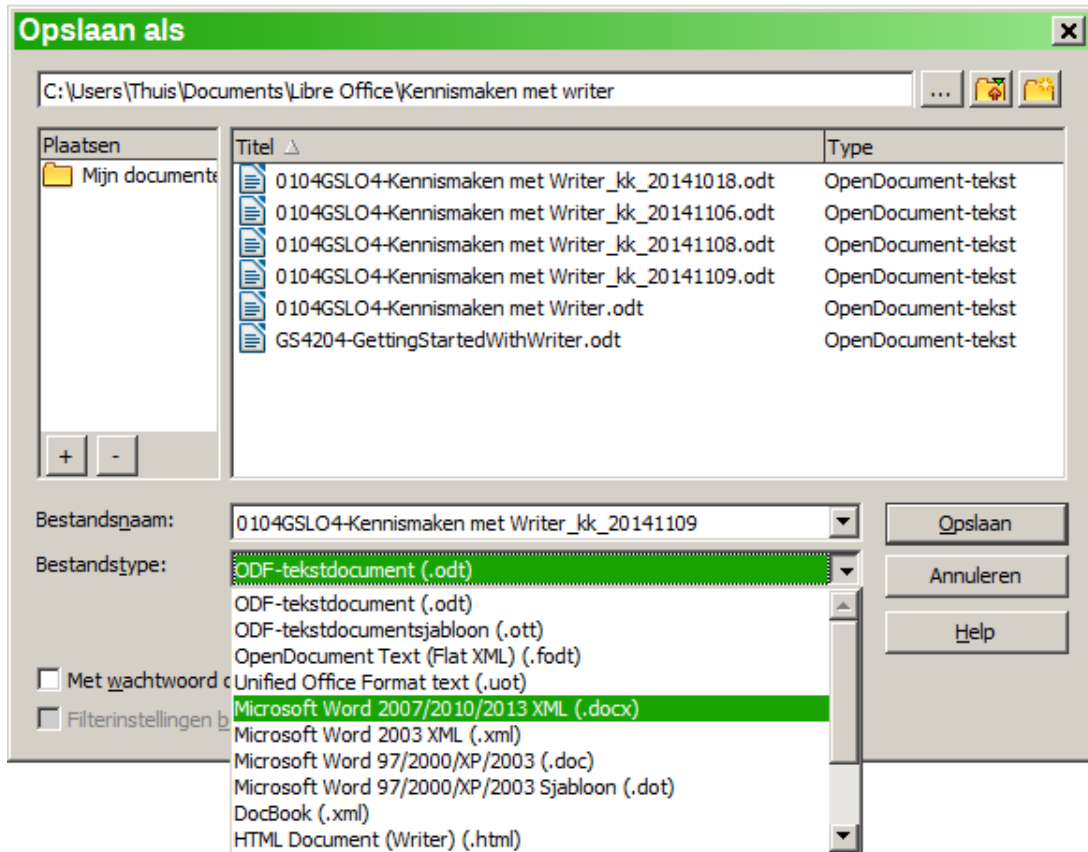 Opslaan als
C:\Users\Thuis\Documents\Libre Office\Kennismaken met writer
...
Plaatsen
Mijn documente
Titel Type
0104GSLO4-Kennismaken met Writer_kk_20141018.odt OpenDocument-tekst
0104GSLO4-Kennismaken met Writer_kk_20141106.odt OpenDocument-tekst
0104GSLO4-Kennismaken met Writer_kk_20141108.odt OpenDocument-tekst
0104GSLO4-Kennismaken met Writer_kk_20141109.odt OpenDocument-tekst
0104GSLO4-Kennismaken met Writer.odt OpenDocument-tekst
GS4204-GettingStartedWithWriter.odt OpenDocument-tekst
+ -
Bestandsnaam: 0104GSLO4-Kennismaken met Writer_kk_20141109 Opslaan
Bestandstype: ODF-tekstdocument (.odt) Annuleren
ODF-tekstdocument (.odt)
ODF-tekstdocumentsjabloon (.ott) Help
OpenDocument Text (Flat XML) (.fodt)
Met wachtwoord Unified Office Format text (.uot)
Microsoft Word 2007/2010/2013 XML (.docx)
Filterinstellingen b Microsoft Word 2003 XML (.xml)
Microsoft Word 97/2000/XP/2003 (.doc)
Microsoft Word 97/2000/XP/2003 Sjabloon (.dot)
DocBook (.xml)
HTML Document (Writer) (.html)